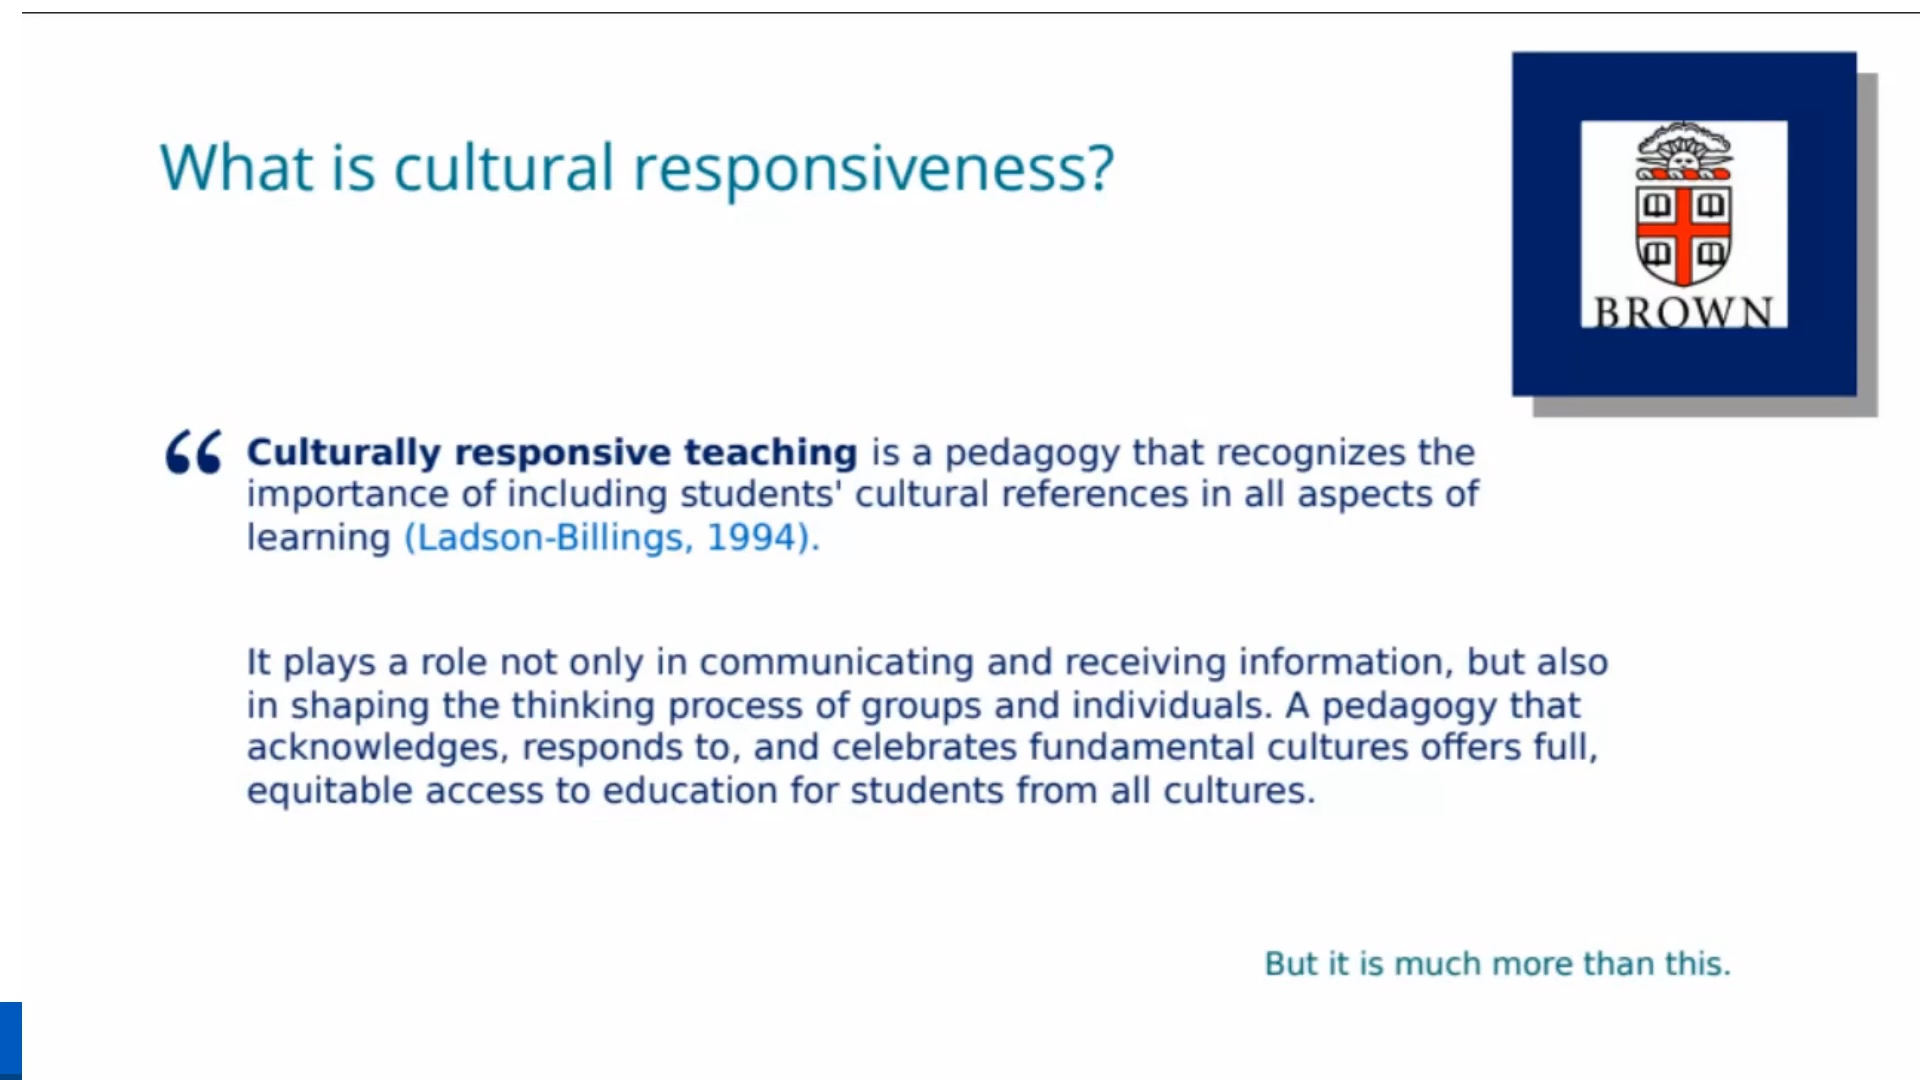 What is cultural responsiveness?
BROWN
“ Culturally responsive teaching is a pedagogy that recognizes the
importance of including students' cultural references in all aspects of
learning (Ladson-Billings, 1994).
It plays a role not only in communicating and receiving information, but also
in shaping the thinking process of groups and individuals. A pedagogy that
acknowledges, responds to, and celebrates fundamental cultures offers full,
equitable access to education for students from all cultures.
But it is much more than this.